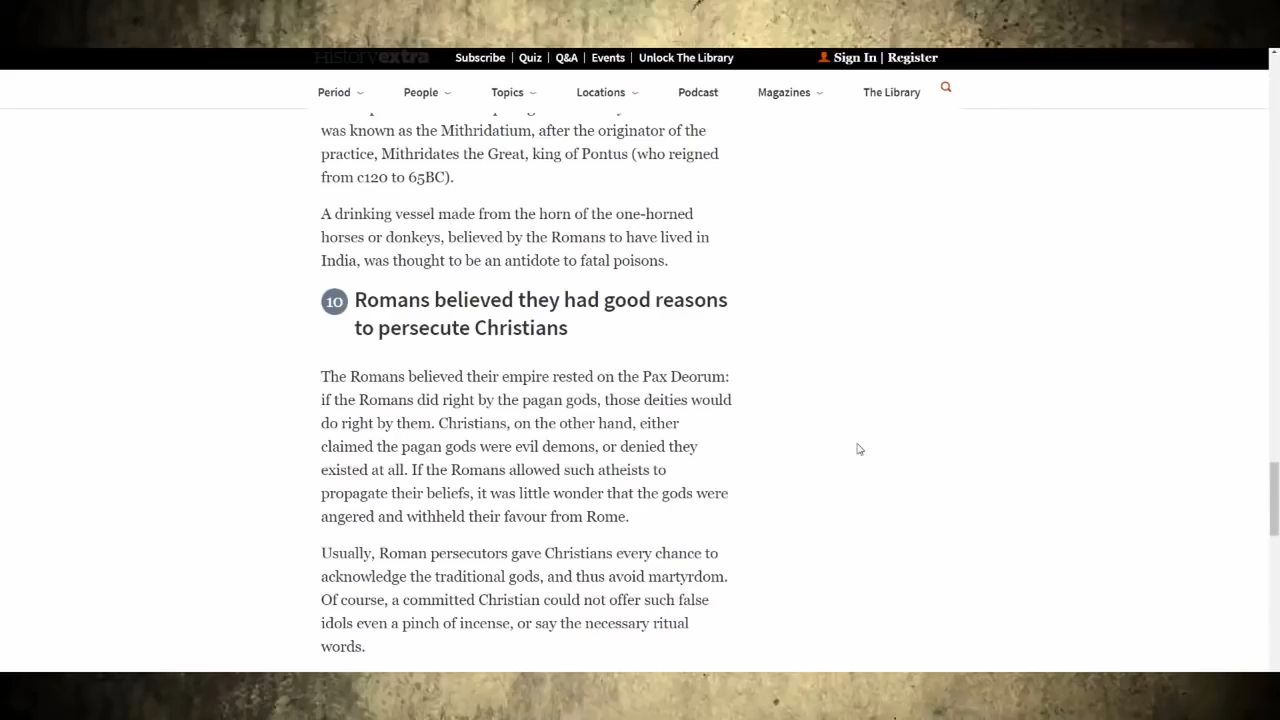 Historyextra
Subscribe | Quiz | Q&A | Events | Unlock The Library
Sign In | Register
Period
People
Topics
Locations
Podcast
Magazines
The Library
was known as the Mithridatium, after the originator of the
practice, Mithridates the Great, king of Pontus (who reigned
from c120 to 65BC).
A drinking vessel made from the horn of the one-horned
horses or donkeys, believed by the Romans to have lived in
India, was thought to be an antidote to fatal poisons.
10 Romans believed they had good reasons
to persecute Christians
The Romans believed their empire rested on the Pax Deorum:
if the Romans did right by the pagan gods, those deities would
do right by them. Christians, on the other hand, either
claimed the pagan gods were evil demons, or denied they
existed at all. If the Romans allowed such atheists to
propagate their beliefs, it was little wonder that the gods were
angered and withheld their favour from Rome.
Usually, Roman persecutors gave Christians every chance to
acknowledge the traditional gods, and thus avoid martyrdom.
Of course, a committed Christian could not offer such false
idols even a pinch of incense, or say the necessary ritual
words.